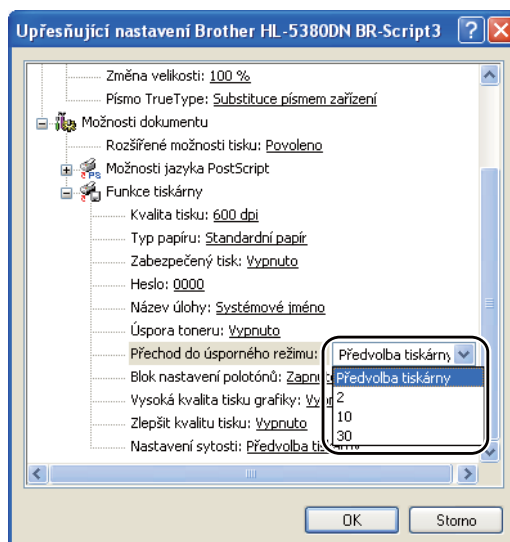 Upřesňující nastavení Brother HL-5380DN BR-Script3
Změna velikosti: 100 %
Písmo TrueType: Substituce písmem zařízení
Možnosti dokumentu
Rozšířené možnosti tisku: Povoleno
Možnosti jazyka PostScript
Funkce tiskárny
Kvalita tisku: 600 dpi
Typ papíru: Standardní papír
Zabezpečený tisk: Vypnuto
Heslo: 0000
Název úlohy: Systémové jméno
Úspora toneru: Vypnuto
Přechod do úsporného režimu: Předvolba tiskárny
Blok nastavení polotónů: Předvolba tiskárny
Vysoká kvalita tisku grafiky: 2
Zlepšit kvalitu tisku: Vypnuto 10
30
Nastavení sytosti: Předvolba
OK Storno